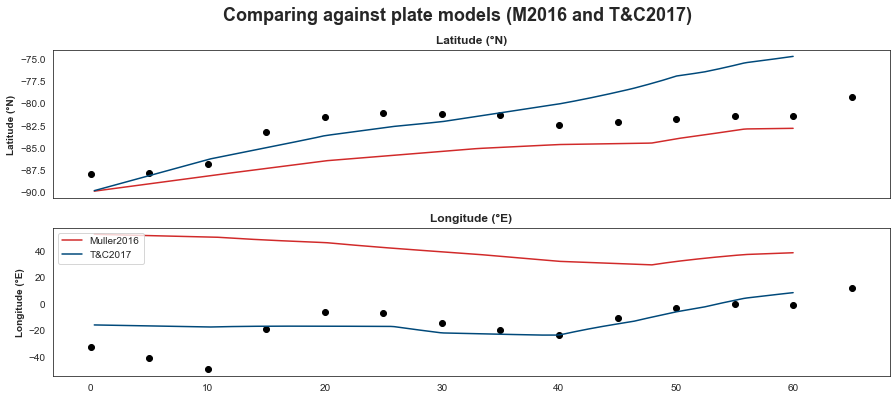 Comparing against plate models (M2016 and T&C2017)
Latitude (°N)
Latitude (°N)
−75.0
−77.5
−80.0
−82.5
−85.0
−87.5
−90.0
Longitude (°E)
Longitude (°E)
Muller2016
T&C2017
40
20
0
−20
−40
0 10 20 30 40 50 60